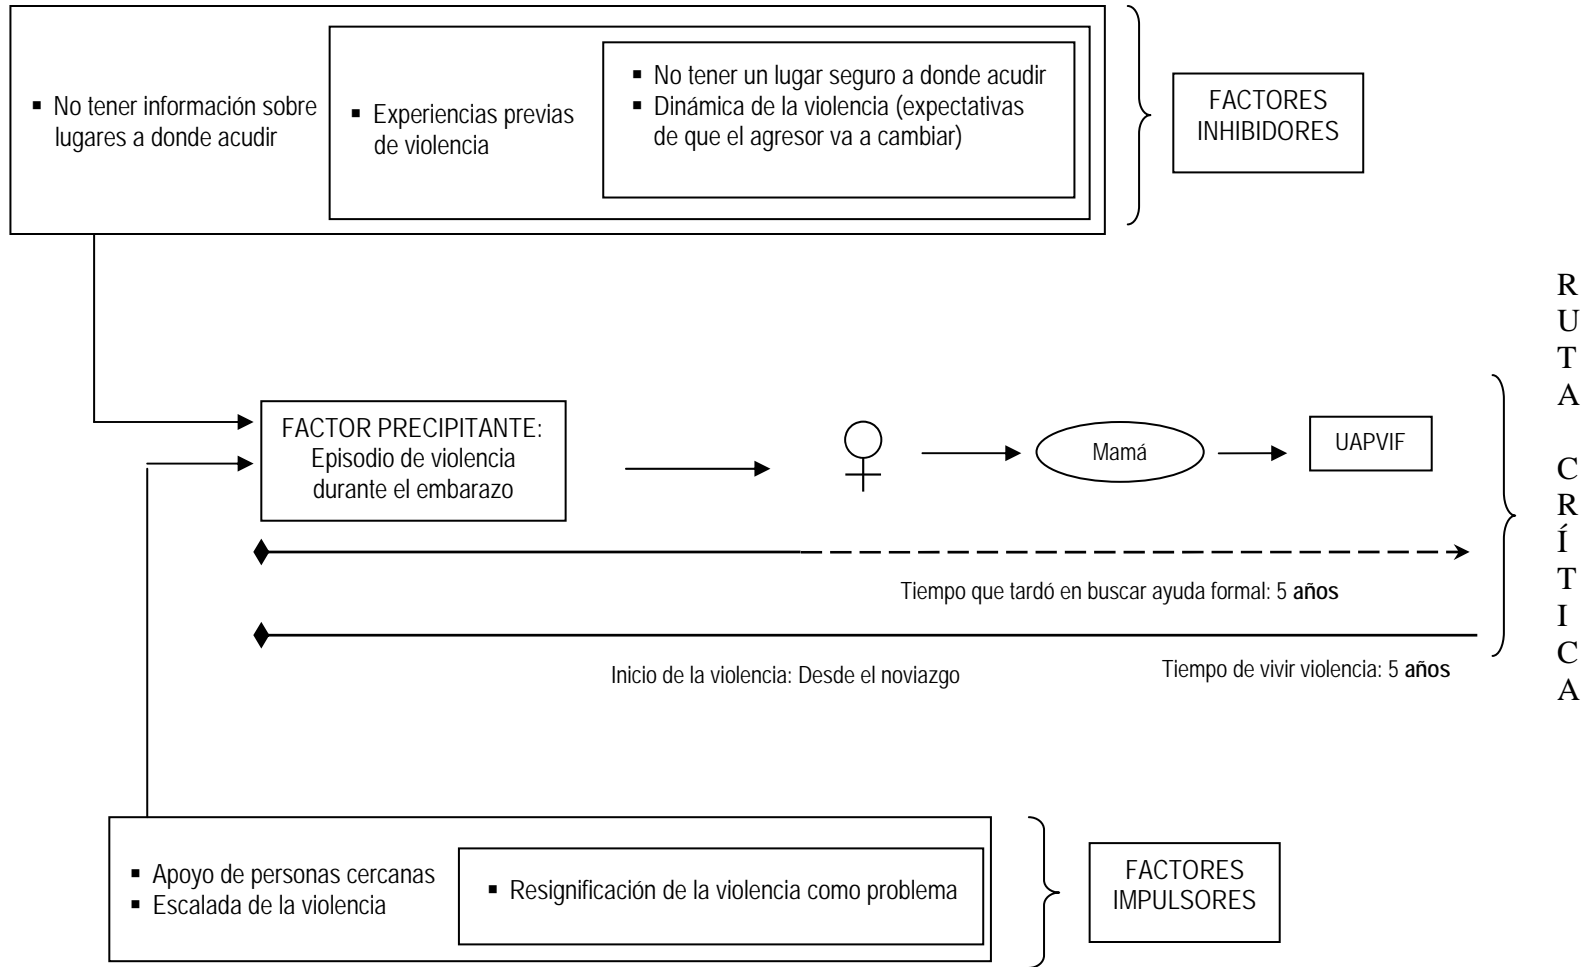 ▪ No tener información sobre
lugares a donde acudir
▪ Experiencias previas
de violencia
▪ No tener un lugar seguro a donde acudir
▪ Dinámica de la violencia (expectativas
de que el agresor va a cambiar)
FACTORES
INHIBIDORES
FACTOR PRECIPITANTE:
Episodio de violencia
durante el embarazo
Mamá
UAPVIF
Tiempo que tardó en buscar ayuda formal: 5 años
Inicio de la violencia: Desde el noviazgo
Tiempo de vivir violencia: 5 años
▪ Apoyo de personas cercanas
▪ Escalada de la violencia
▪ Resignificación de la violencia como problema
FACTORES
IMPULSORES
R
U
T
A
C
R
Í
T
I
C
A